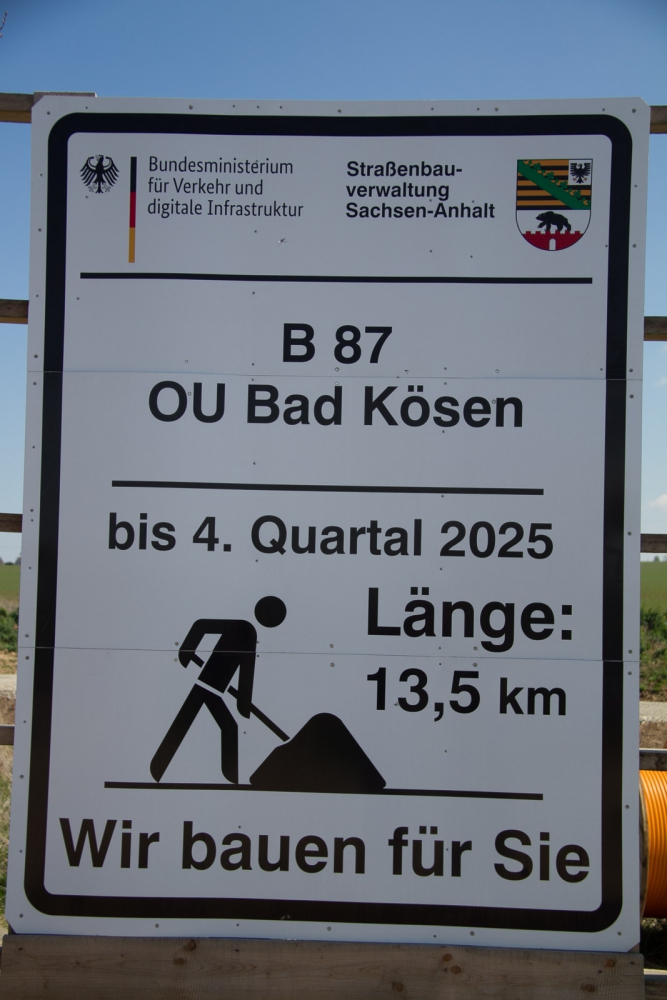 Bundesministerium
für Verkehr und
digitale Infrastruktur
Straßenbau-
verwaltung
Sachsen-Anhalt
B 87
OU Bad Kösen
bis 4. Quartal 2025
Länge:
13,5 km
Wir bauen für Sie